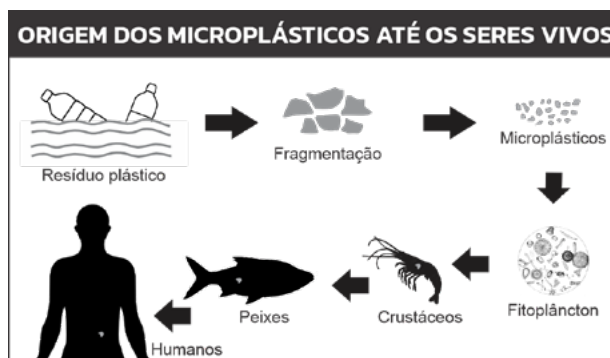 ORIGEM DOS MICROPLÁSTICOS ATÉ OS SERES VIVOS
Resíduo plástico
Fragmentação
Microplásticos
Fitoplâncton
Crustáceos
Peixes
Humanos